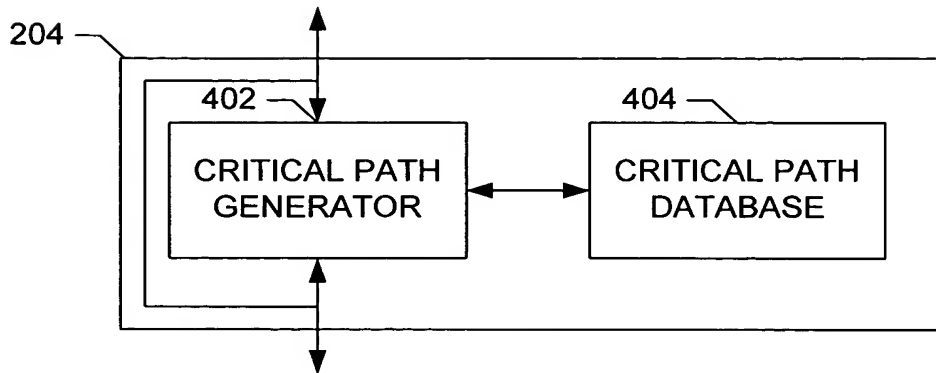 204
402
404
CRITICAL PATH
GENERATOR
CRITICAL PATH
DATABASE